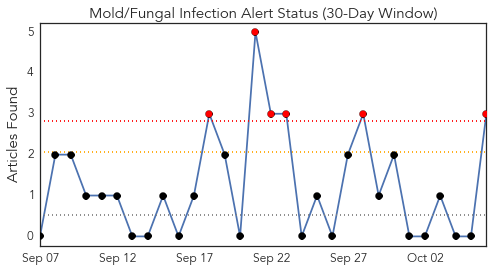 Mold/Fungal Infection Alert Status (30-Day Window)
Articles Found
5
4
3
2
1
0
Sep 07 Sep 12 Sep 17 Sep 22 Sep 27 Oct 02